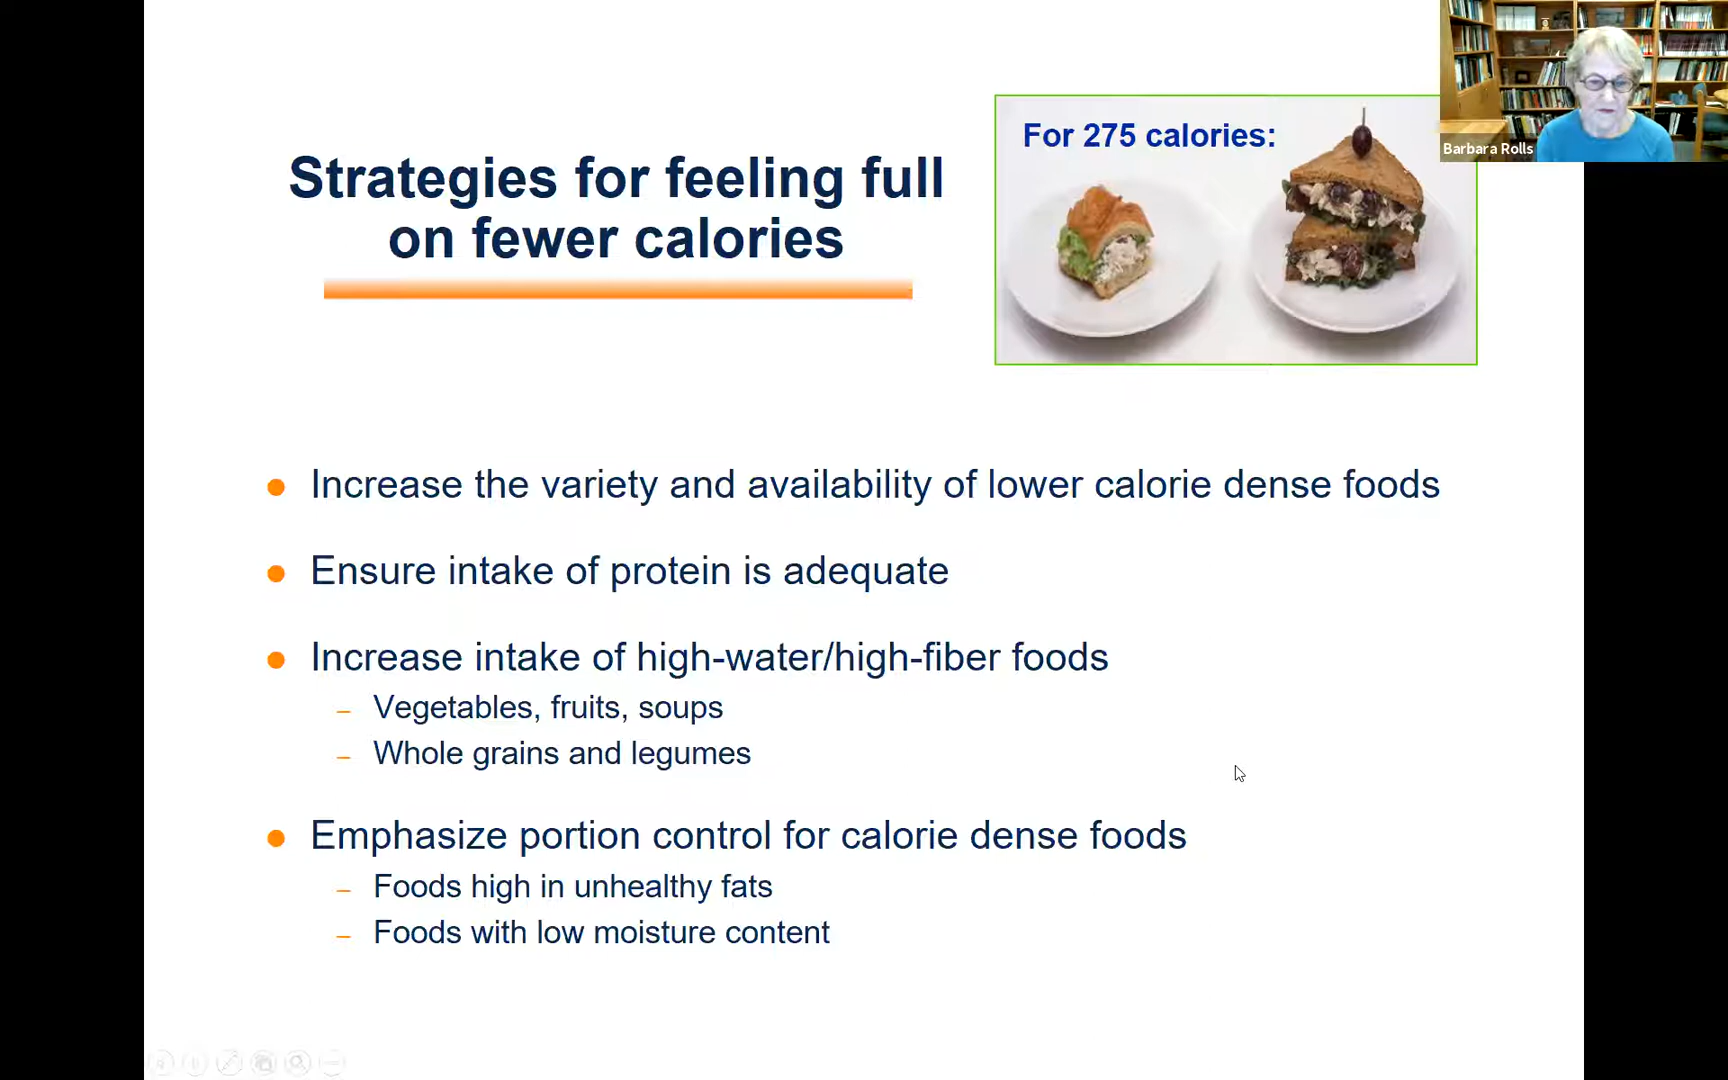 Strategies for feeling full
on fewer calories
For 275 calories:
Barbara Rolls
● Increase the variety and availability of lower calorie dense foods
● Ensure intake of protein is adequate
● Increase intake of high-water/high-fiber foods
– Vegetables, fruits, soups
– Whole grains and legumes
● Emphasize portion control for calorie dense foods
– Foods high in unhealthy fats
– Foods with low moisture content